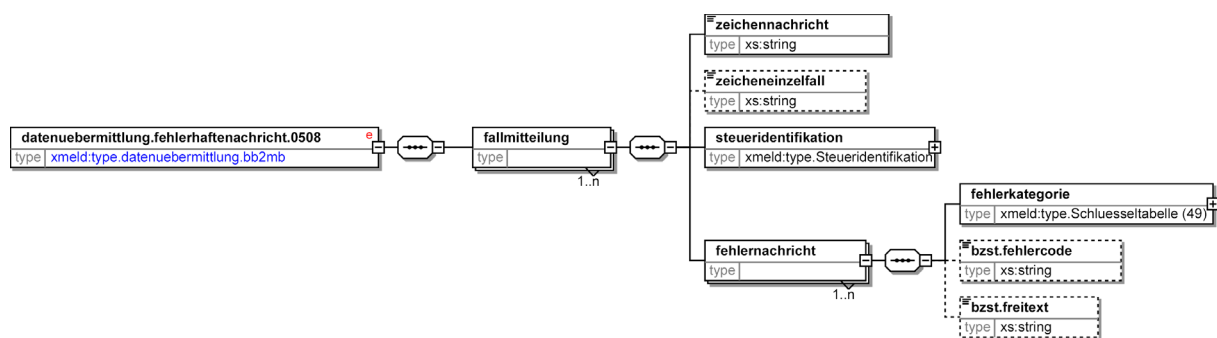 zeichennachricht
type xs:string
zeicheneinzelfall
type xs:string
datenuebermittlung.fehlerhaftenachricht.0508 e
type xmeld:type.datenuebermittlung.bb2mb
fallmitteilung
type
1..n
steueridentifikation
type xmeld:type.Steueridentifikation
fehlernachricht
type
1..n
fehlerkategorie
type xmeld:type.Schluesseltabelle (49)
bzst.fehlercode
type xs:string
bzst.freitext
type xs:string